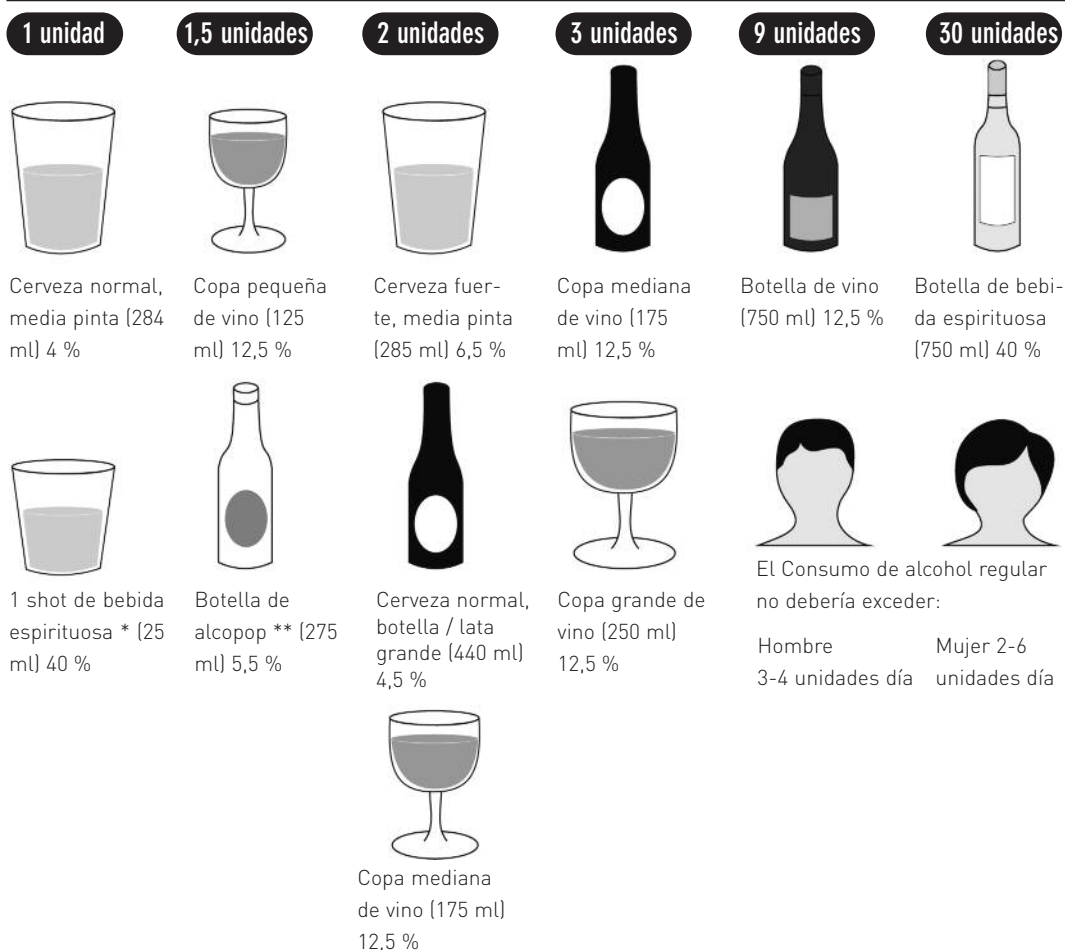 1 unidad
1,5 unidades
2 unidades
3 unidades
9 unidades
30 unidades
Cerveza normal,
media pinta (284
ml) 4 %
Copa pequeña
de vino (125
ml) 12,5 %
Cerveza fuer-
te, media pinta
(285 ml) 6,5 %
Copa mediana
de vino (175
ml) 12,5 %
Botella de vino
(750 ml) 12,5 %
Botella de bebi-
da espirituosa
(750 ml) 40 %
1 shot de bebida
espirituosa * (25
ml) 40 %
Botella de
alcopop ** (275
ml) 5,5 %
Cerveza normal,
botella / lata
grande (440 ml)
4,5 %
Copa grande de
vino (250 ml)
12,5 %
El Consumo de alcohol regular
no debería exceder:
Hombre
3-4 unidades día
Mujer 2-6
unidades día
Copa mediana
de vino (175 ml)
12,5 %